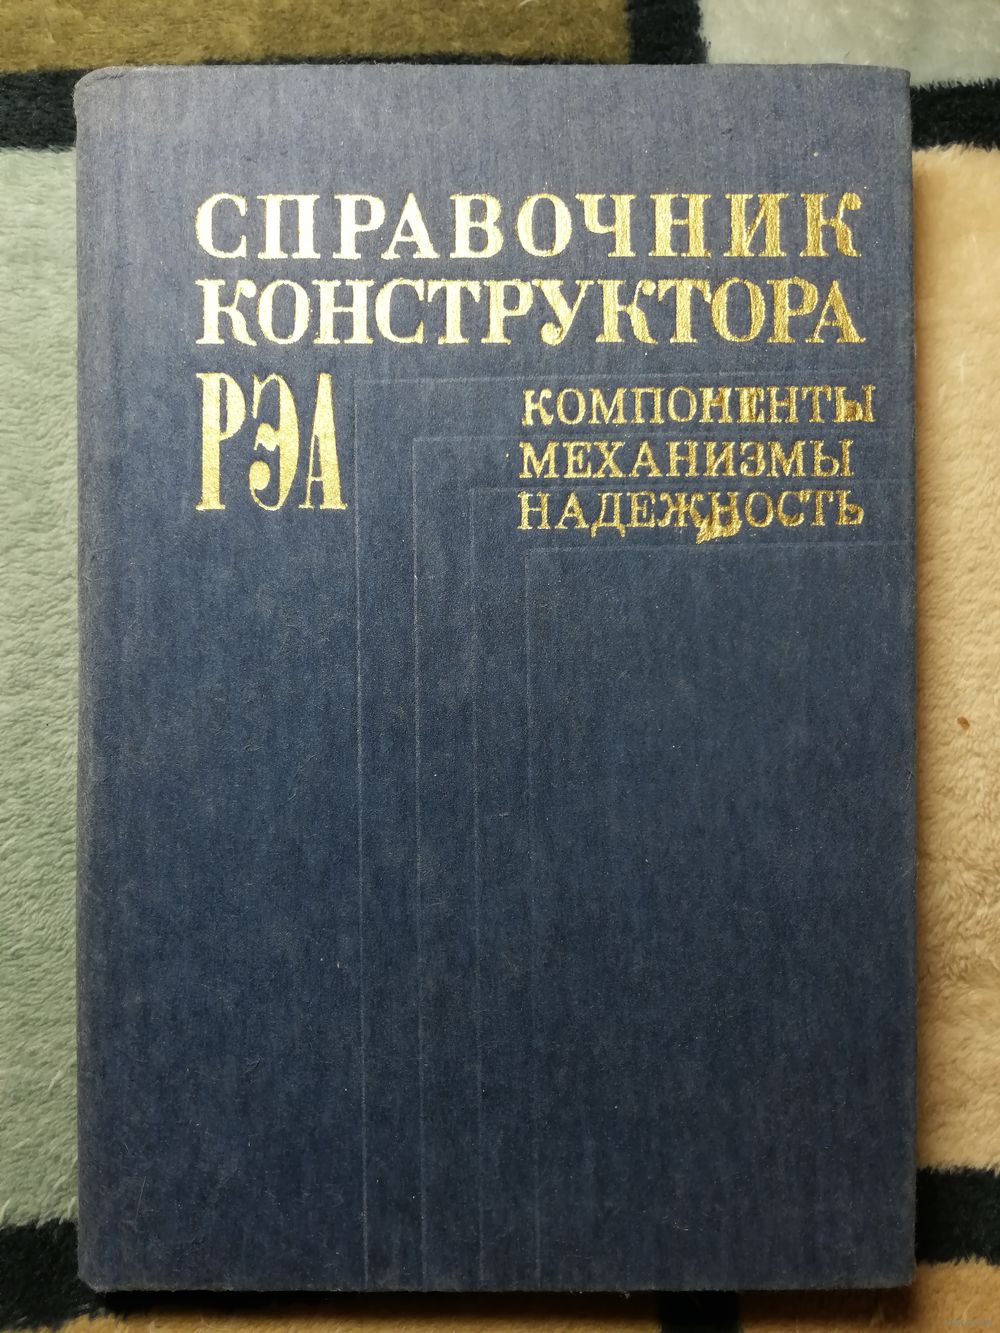 СПРАВОЧНИК
КОНСТРУКТОРА
РЭА
КОМПОНЕНТЫ
МЕХАНИЗМЫ
НАДЕЖНОСТЬ